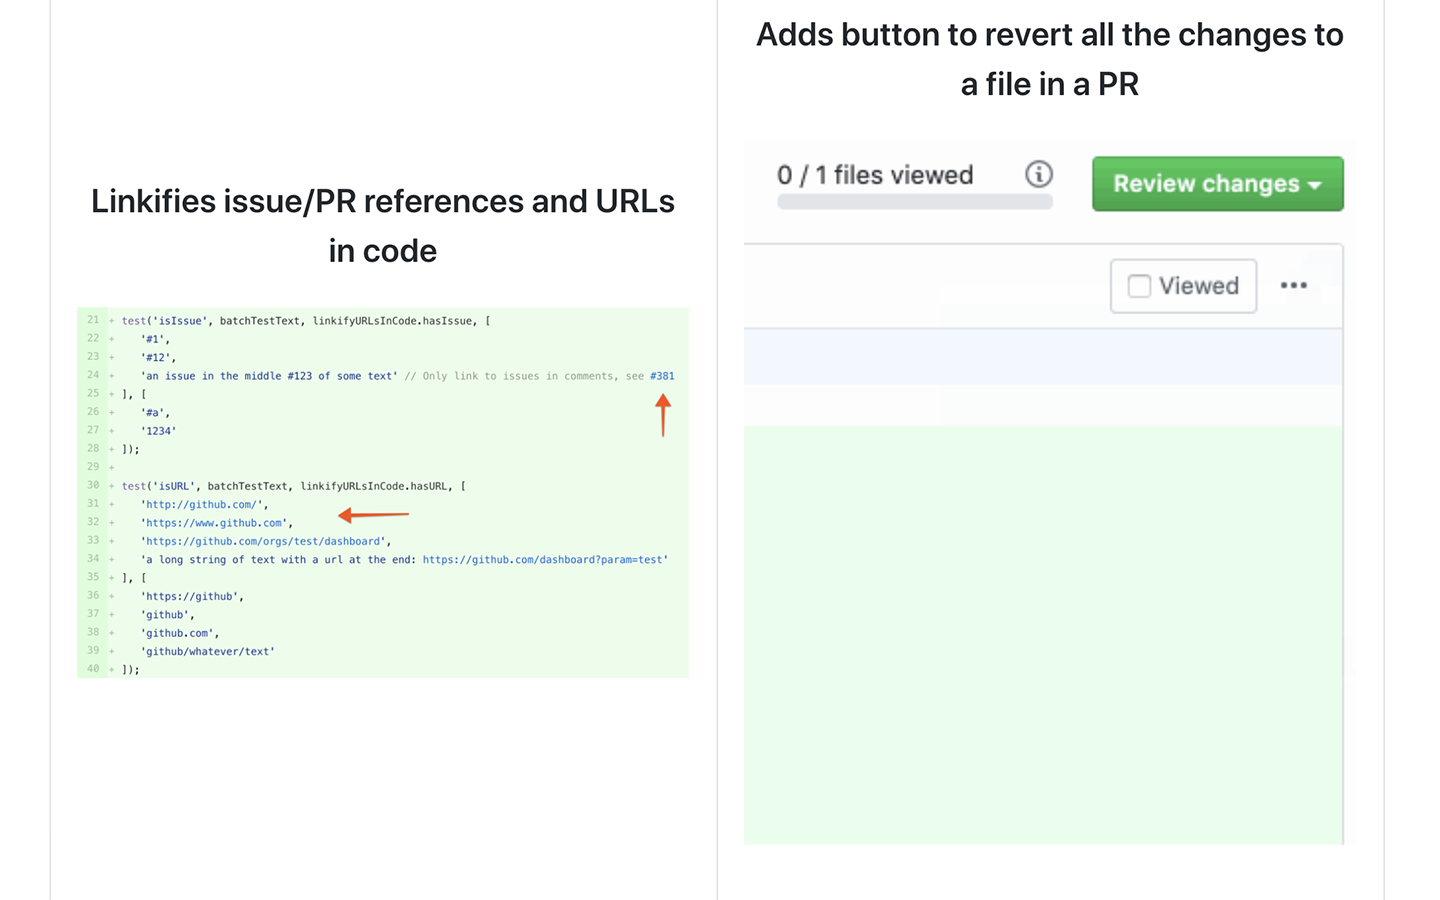 Linkifies issue/PR references and URLs
in code
21 + test('isIssue', batchTestText, linkifyURLsInCode.hasIssue, [
22 + '#1',
23 + '#12',
24 + 'an issue in the middle #123 of some text' // Only link to issues in comments, see #381
25 + ], [
26 + '#a',
27 + '1234'
28 + ]);
29 +
30 + test('isURL', batchTestText, linkifyURLsInCode.hasURL, [
31 + 'http://github.com/',
32 + 'https://www.github.com',
33 + 'https://github.com/orgs/test/dashboard',
34 + 'a long string of text with a url at the end: https://github.com/dashboard?param=test'
35 + ], [
36 + 'https://github',
37 + 'github',
38 + 'github.com',
39 + 'github/whatever/text'
40 + ]);
Adds button to revert all the changes to
a file in a PR
0 / 1 files viewed
Review changes
Viewed